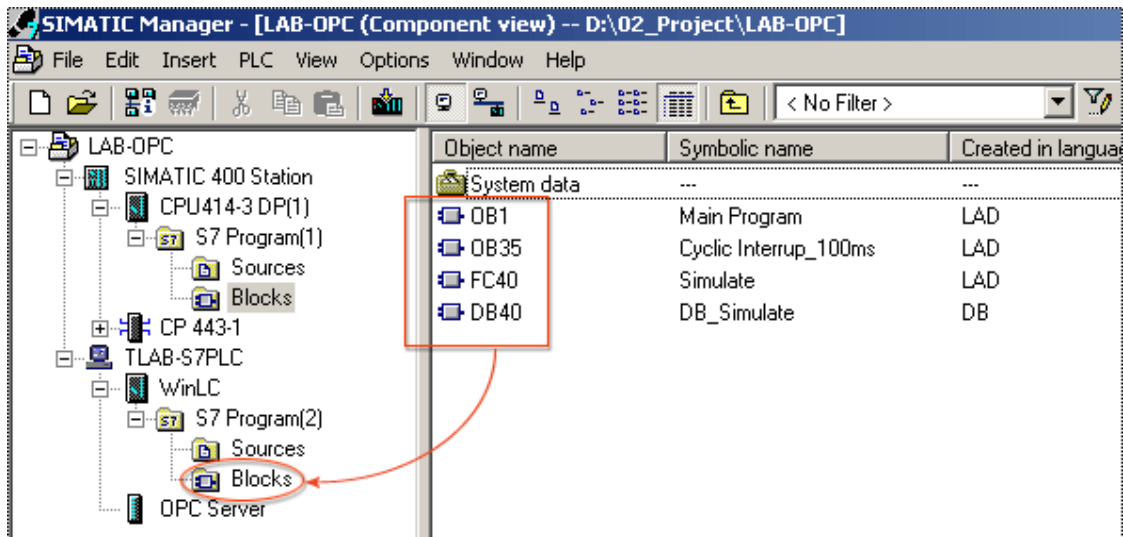 SIMATIC Manager - [LAB-OPC (Component view) -- D:\02_Project\LAB-OPC]
File Edit Insert PLC View Options Window Help
< No Filter >
LAB-OPC
SIMATIC 400 Station
CPU414-3 DP(1)
S7 Program(1)
Sources
Blocks
CP 443-1
TLAB-S7PLC
WinLC
S7 Program(2)
Sources
Blocks
OPC Server
Object name Symbolic name Created in languag
System data --- ---
OB1 Main Program LAD
OB35 Cyclic Interrup_100ms LAD
FC40 Simulate LAD
DB40 DB_Simulate DB